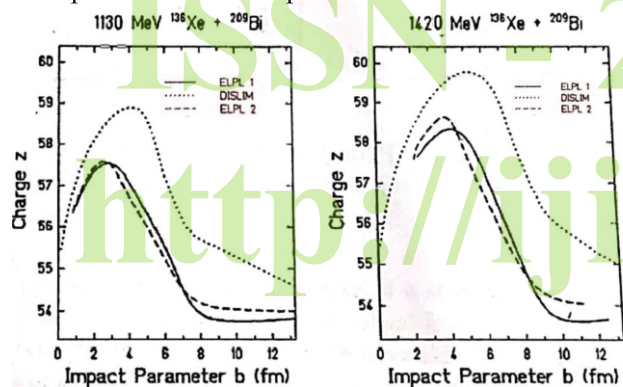 1130 MeV ¹³⁶Xe + ²⁰⁹Bi
60
59
58
57
56
55
54
Charge z
ELPL 1
DISLIM
ELPL 2
0 2 4 6 8 10 12
Impact Parameter b (fm)
1420 MeV ¹³⁶Xe + ²⁰⁹Bi
60
59
58
57
56
55
54
Charge z
ELPL 1
DISLIM
ELPL 2
0 2 4 6 8 10 12 14
Impact Parameter b (fm)
ISSN - 2
http://iji